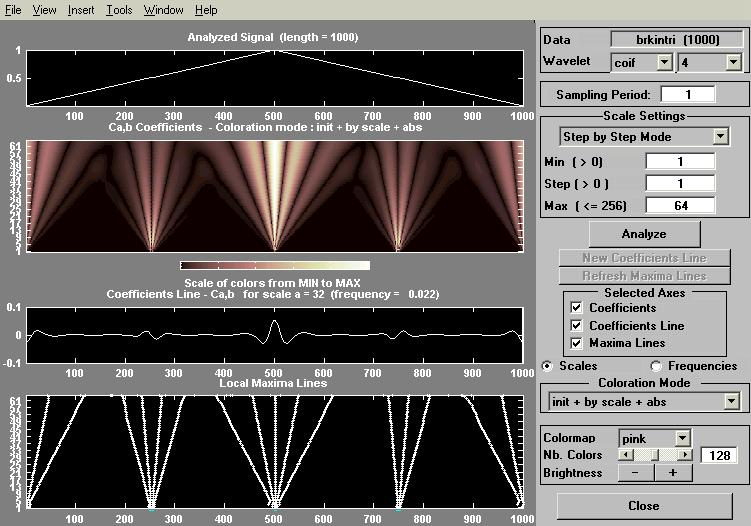 File View Insert Tools Window Help
Analyzed Signal (length = 1000)
1
0.5
100 200 300 400 500 600 700 800 900 1000
Ca,b Coefficients - Coloration mode : init + by scale + abs
61
1
Scale of colors from MIN to MAX
Coefficients Line - Ca,b for scale a = 32 (frequency = 0.022)
0.1
0
-0.1
100 200 300 400 500 600 700 800 900 1000
Local Maxima Lines
61
1
100 200 300 400 500 600 700 800 900 1000
Data brkintri (1000)
Wavelet coif 4
Sampling Period: 1
Scale Settings
Step by Step Mode
Min ( > 0) 1
Step ( > 0 ) 1
Max ( <= 256) 64
Analyze
New Coefficients Line
Refresh Maxima Lines
Selected Axes
Coefficients
Coefficients Line
Maxima Lines
Scales Frequencies
Coloration Mode
init + by scale + abs
Colormap pink
Nb. Colors 128
Brightness - +
Close